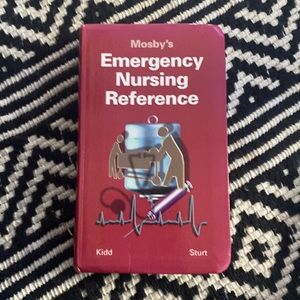 Mosby's
Emergency
Nursing
Reference
Kidd Sturt